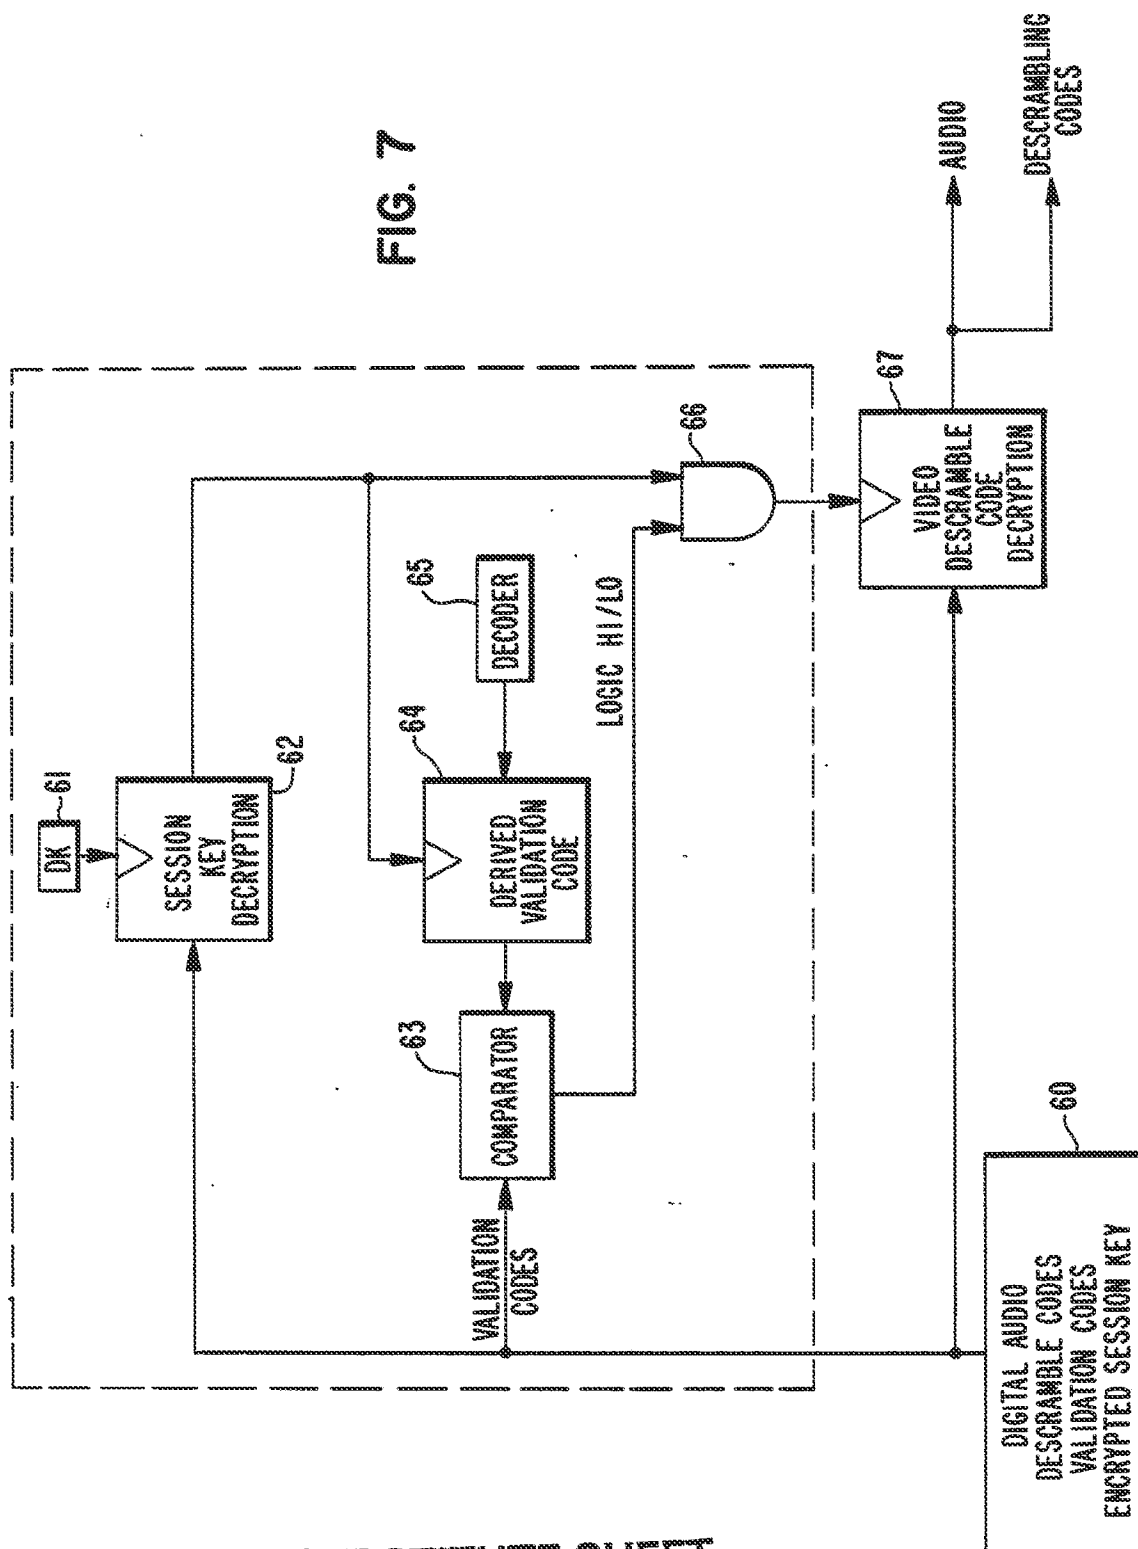 FIG. 7
DK
61
SESSION
KEY
DECRYPTION
62
65
DECODER
64
DERIVED
VALIDATION
CODE
63
COMPARATOR
VALIDATION
CODES
LOGIC HI/LO
66
67
VIDEO
DESCRAMBLE
CODE
DECRYPTION
AUDIO
DESCRAMBLING
CODES
60
DIGITAL AUDIO
DESCRAMBLE CODES
VALIDATION CODES
ENCRYPTED SESSION KEY